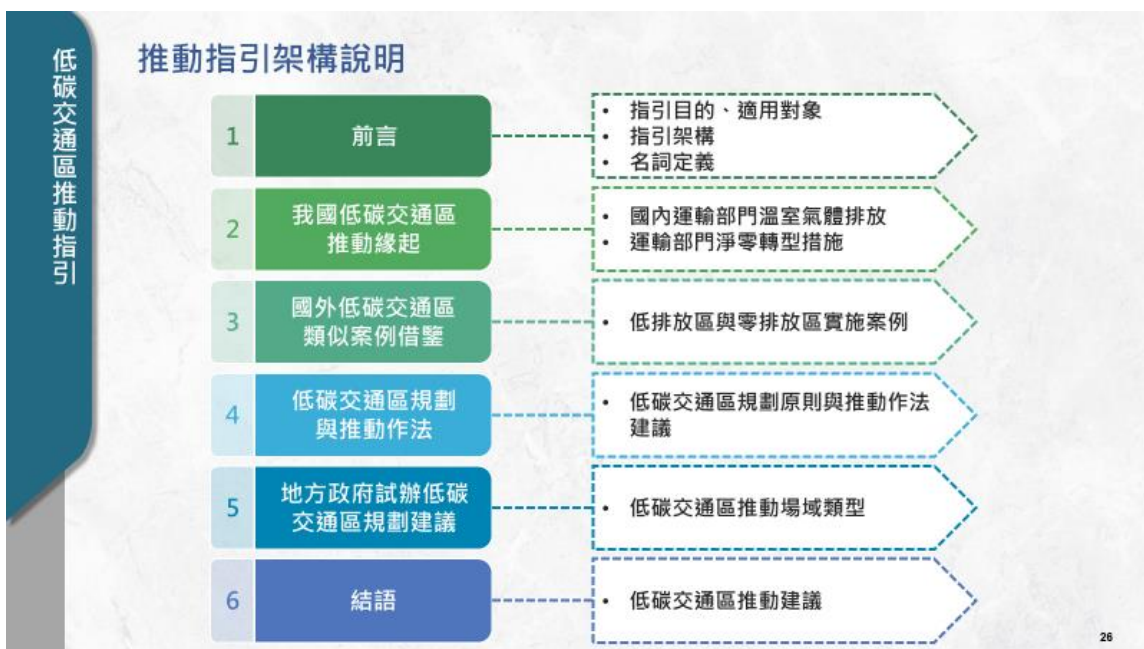 低碳交通區推動指引
推動指引架構說明
1
前言
• 指引目的、適用對象
• 指引架構
• 名詞定義
2
我國低碳交通區
推動緣起
• 國內運輸部門溫室氣體排放
• 運輸部門淨零轉型措施
3
國外低碳交通區
類似案例借鑒
• 低排放區與零排放區實施案例
4
低碳交通區規劃
與推動作法
• 低碳交通區規劃原則與推動作法
建議
5
地方政府試辦低碳
交通區規劃建議
• 低碳交通區推動場域類型
6
結語
• 低碳交通區推動建議
26